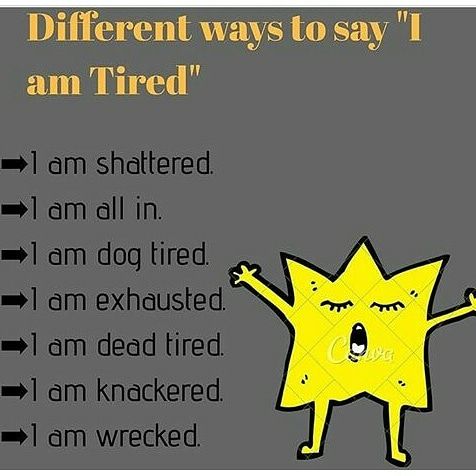 Different ways to say "I
am Tired"
➡I am shattered.
➡I am all in.
➡I am dog tired.
➡I am exhausted.
➡I am dead tired.
➡I am knackered.
➡I am wrecked.
Canva